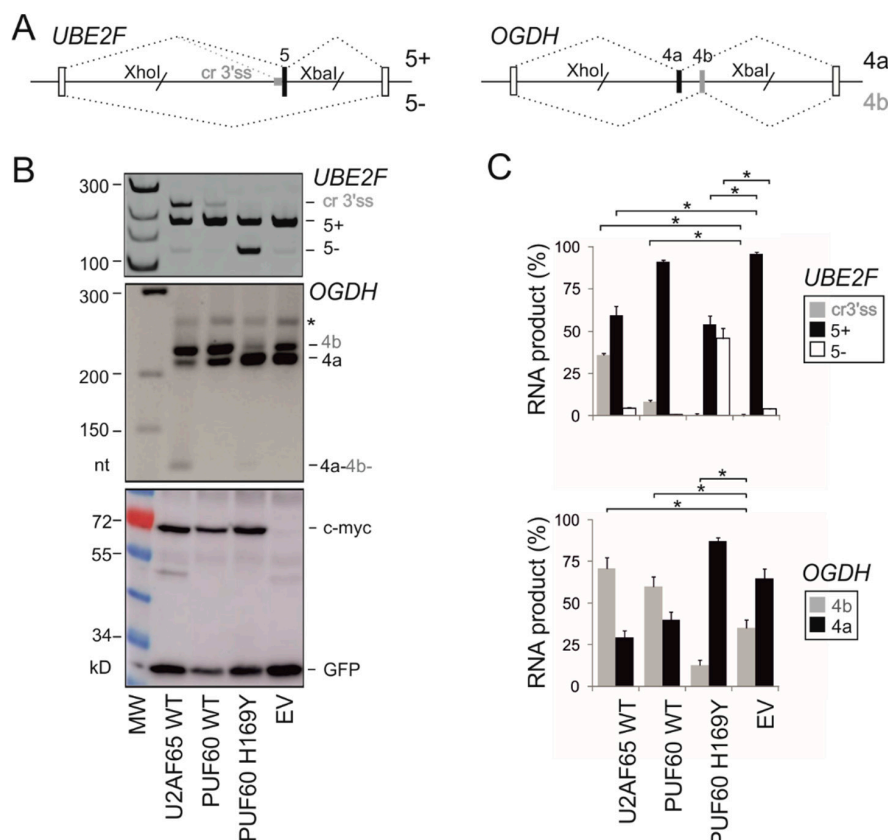 A
UBE2F
5
5+
XhoI
cr 3'ss
XbaI
5-
OGDH
4a 4b
4a
XhoI
XbaI
4b
B
300
UBE2F
cr 3'ss
5+
5-
100
300
OGDH
*
4b
4a
200
150
nt
4a-4b-
72
c-myc
55
34
kD
GFP
MW
U2AF65 WT
PUF60 WT
PUF60 H169Y
EV
C
*
*
*
*
*
100
75
50
25
0
RNA product (%)
UBE2F
cr3'ss
5+
5-
*
*
*
100
75
50
25
0
RNA product (%)
OGDH
4b
4a
U2AF65 WT
PUF60 WT
PUF60 H169Y
EV